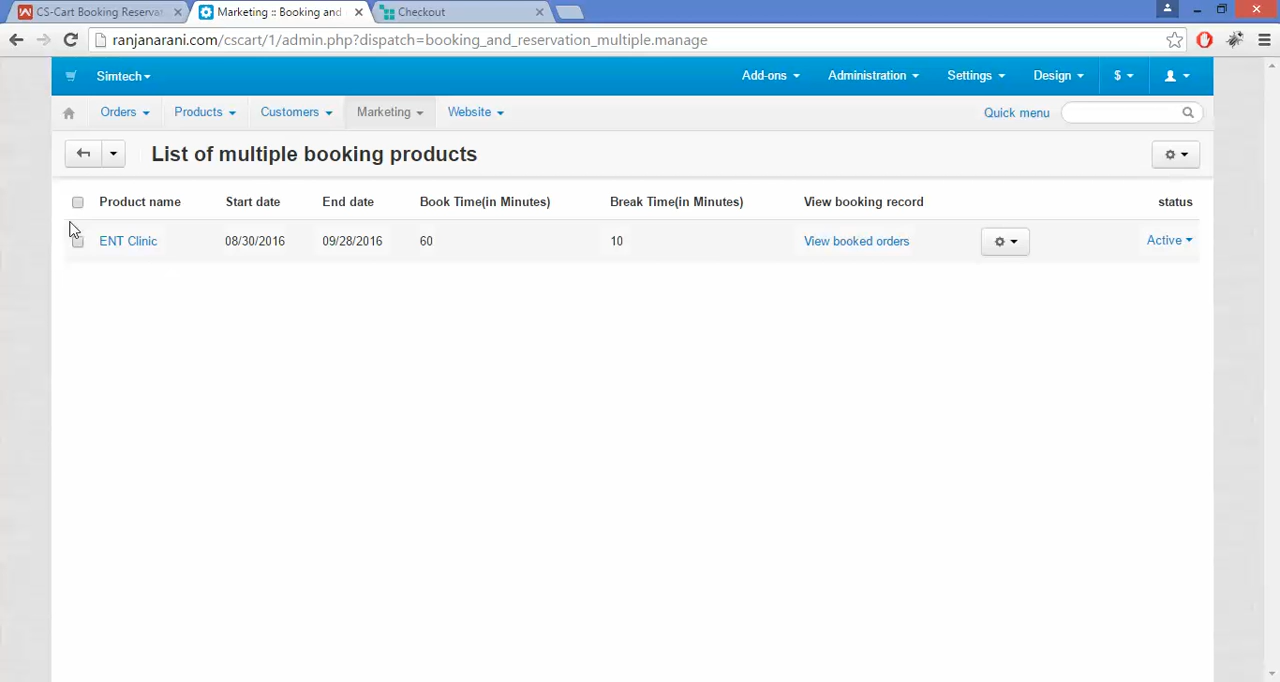 CS-Cart Booking Reserva
Marketing :: Booking and
Checkout
ranjanarani.com/cscart/1/admin.php?dispatch=booking_and_reservation_multiple.manage
Simtech
Add-ons
Administration
Settings
Design
$
Orders
Products
Customers
Marketing
Website
Quick menu
List of multiple booking products
Product name Start date End date Book Time(in Minutes) Break Time(in Minutes) View booking record status
ENT Clinic 08/30/2016 09/28/2016 60 10 View booked orders Active